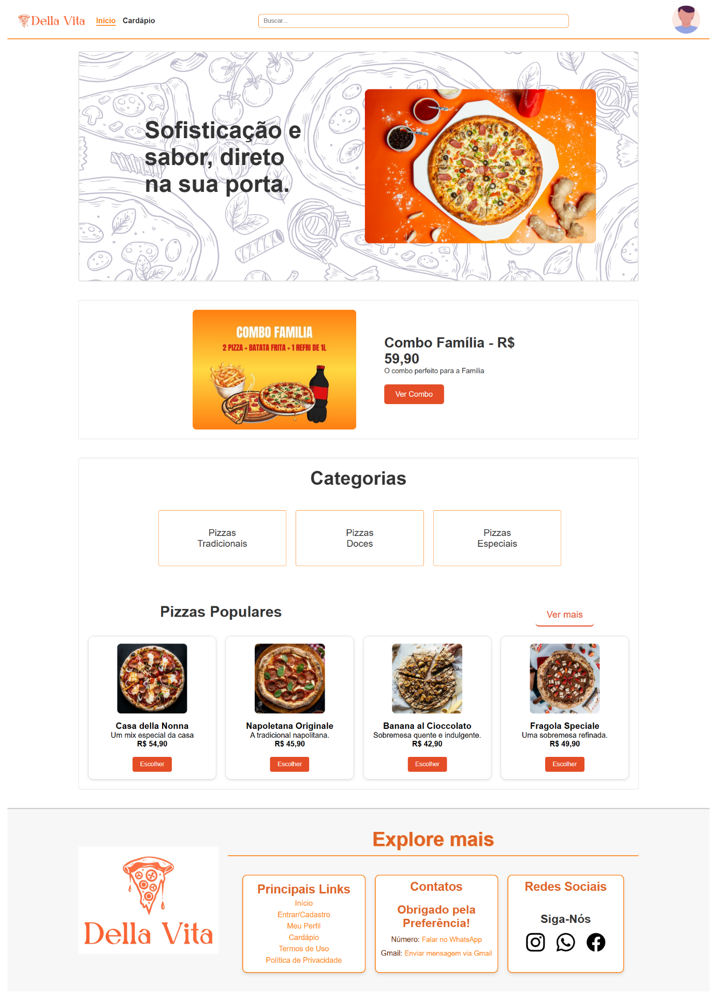 Della Vita
Início
Cardápio
Buscar...
Sofisticação e
sabor, direto
na sua porta.
COMBO FAMILIA
2 PIZZA + BATATA FRITA + 1 REFRI DE 1L
Combo Família - R$
59,90
O combo perfeito para a Familia
Ver Combo
Categorias
Pizzas
Tradicionais
Pizzas
Doces
Pizzas
Especiais
Pizzas Populares
Ver mais
Casa della Nonna
Um mix especial da casa
R$ 54,90
Escolher
Napoletana Originale
A tradicional napolitana.
R$ 45,90
Escolher
Banana al Cioccolato
Sobremesa quente e indulgente.
R$ 42,90
Escolher
Fragola Speciale
Uma sobremesa refinada.
R$ 49,90
Escolher
Della Vita
Explore mais
Principais Links
Início
Entrar/Cadastro
Meu Perfil
Cardápio
Termos de Uso
Política de Privacidade
Contatos
Obrigado pela
Preferência!
Número: Falar no WhatsApp
Gmail: Enviar mensagem via Gmail
Redes Sociais
Siga-Nós